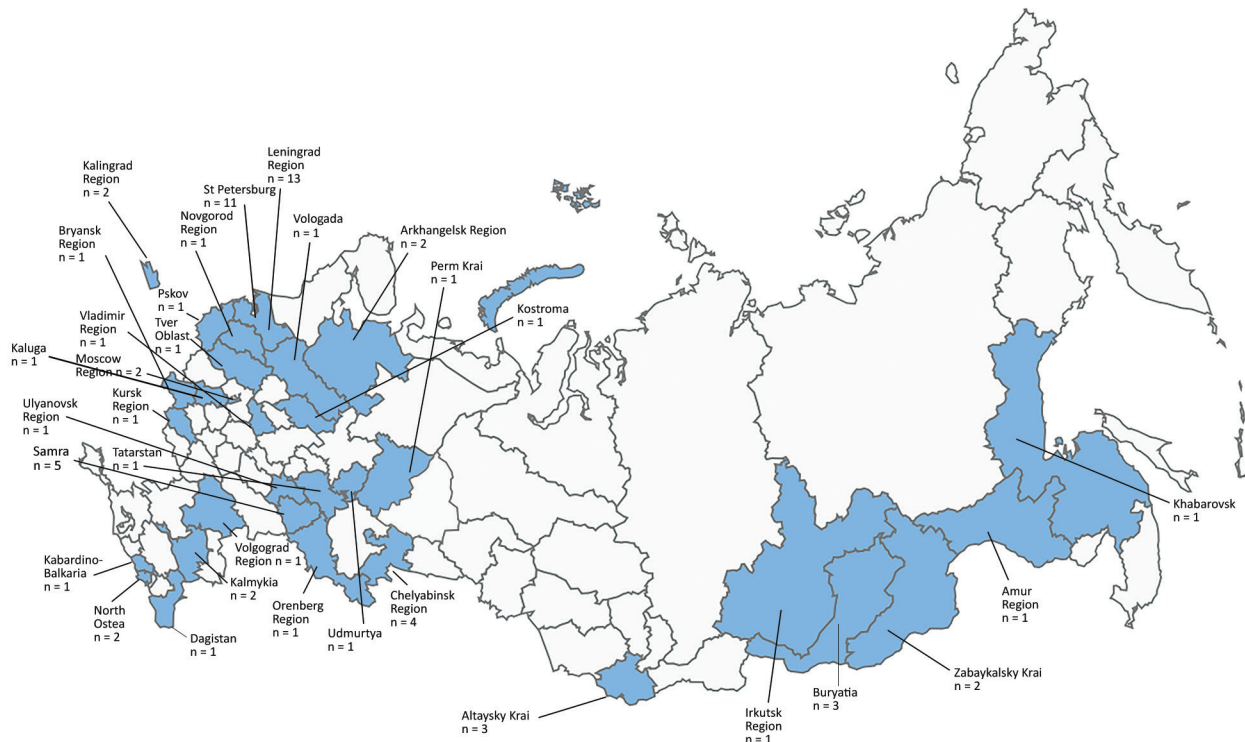 Leningrad
Region
n = 13
Kalingrad
Region
n = 2
St Petersburg
n = 11
Novgorod
Region
n = 1
Vologada
n = 1
Bryansk
Region
n = 1
Arkhangelsk Region
n = 2
Perm Krai
n = 1
Pskov
n = 1
Kostroma
n = 1
Vladimir
Region
n = 1
Tver
Oblast
n = 1
Kaluga
n = 1
Moscow
Region n = 2
Kursk
Region
n = 1
Ulyanovsk
Region
n = 1
Samra
n = 5
Tatarstan
n = 1
Khabarovsk
n = 1
Volgograd
Region n = 1
Kabardino-
Balkaria
n = 1
Kalmykia
n = 2
Chelyabinsk
Region
n = 4
Amur
Region
n = 1
North
Ostea
n = 2
Orenberg
Region
n = 1
Dagistan
n = 1
Udmurtya
n = 1
Zabaykalsky Krai
n = 2
Buryatia
n = 3
Altaysky Krai
n = 3
Irkutsk
Region
n = 1